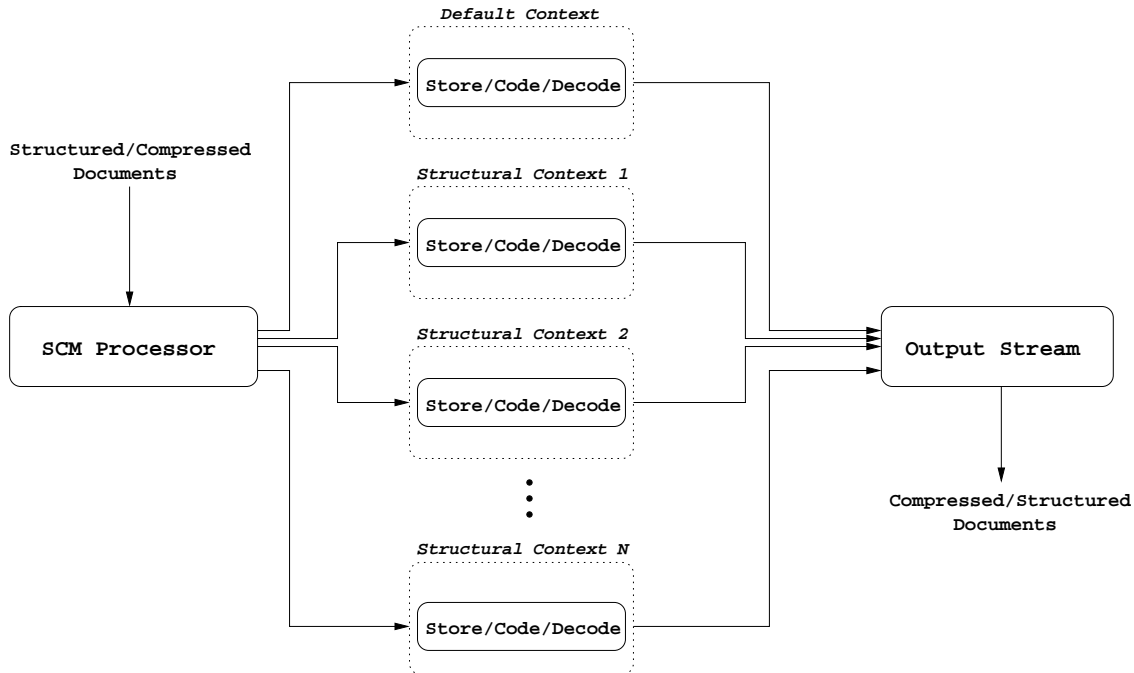 Default Context
Store/Code/Decode
Structured/Compressed
Documents
Structural Context 1
Store/Code/Decode
SCM Processor
Structural Context 2
Output Stream
Store/Code/Decode
Compressed/Structured
Documents
Structural Context N
Store/Code/Decode